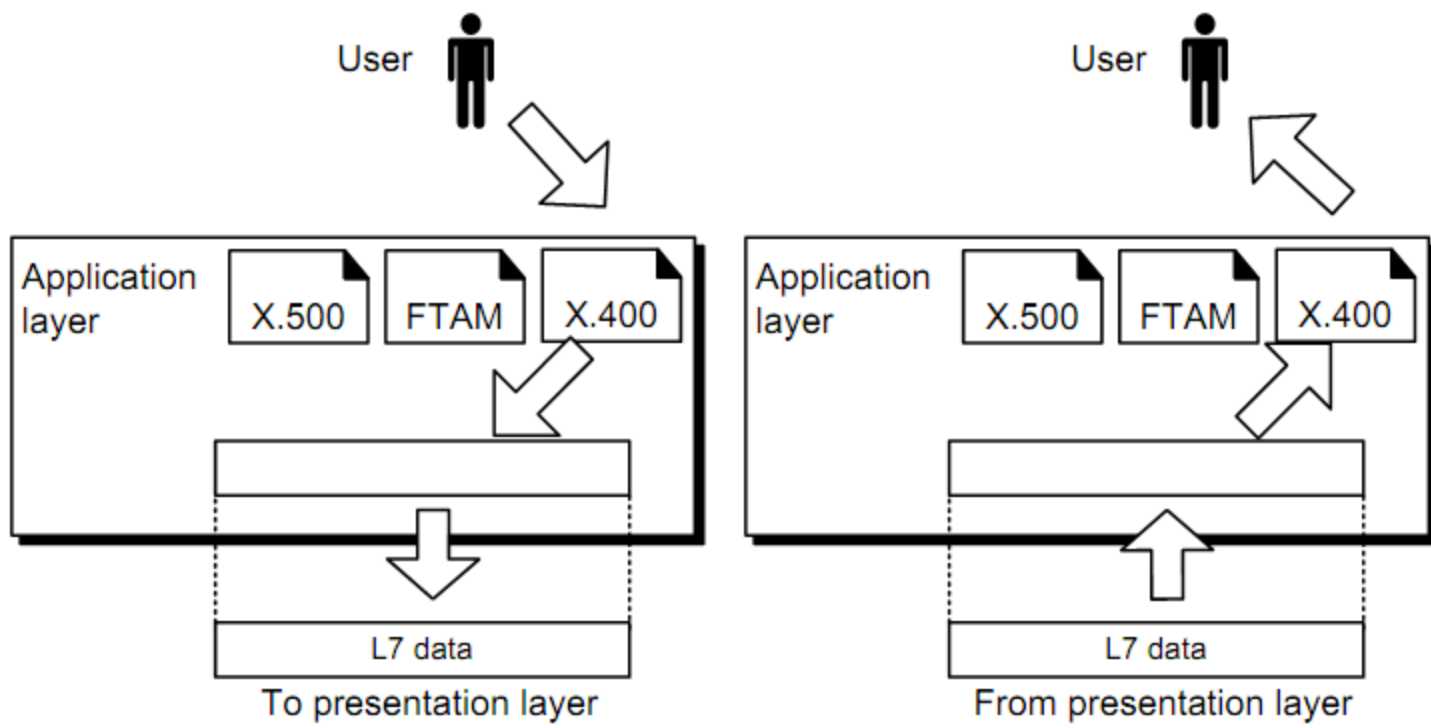 User
Application
layer
X.500
FTAM
X.400
L7 data
To presentation layer
User
Application
layer
X.500
FTAM
X.400
L7 data
From presentation layer